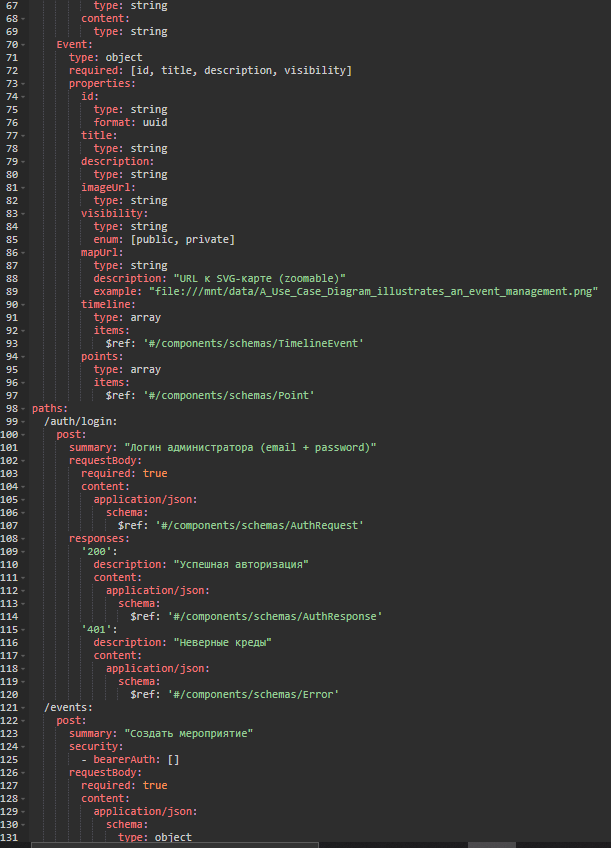 67 type: string
68 content:
69 type: string
70 Event:
71 type: object
72 required: [id, title, description, visibility]
73 properties:
74 id:
75 type: string
76 format: uuid
77 title:
78 type: string
79 description:
80 type: string
81 imageUrl:
82 type: string
83 visibility:
84 type: string
85 enum: [public, private]
86 mapUrl:
87 type: string
88 description: "URL к SVG-карте (zoomable)"
89 example: "file:///mnt/data/A_Use_Case_Diagram_illustrates_an_event_management.png"
90 timeline:
91 type: array
92 items:
93 $ref: '#/components/schemas/TimelineEvent'
94 points:
95 type: array
96 items:
97 $ref: '#/components/schemas/Point'
98 paths:
99 /auth/login:
100 post:
101 summary: "Логин администратора (email + password)"
102 requestBody:
103 required: true
104 content:
105 application/json:
106 schema:
107 $ref: '#/components/schemas/AuthRequest'
108 responses:
109 '200':
110 description: "Успешная авторизация"
111 content:
112 application/json:
113 schema:
114 $ref: '#/components/schemas/AuthResponse'
115 '401':
116 description: "Неверные креды"
117 content:
118 application/json:
119 schema:
120 $ref: '#/components/schemas/Error'
121 /events:
122 post:
123 summary: "Создать мероприятие"
124 security:
125 - bearerAuth: []
126 requestBody:
127 required: true
128 content:
129 application/json:
130 schema:
131 type: object